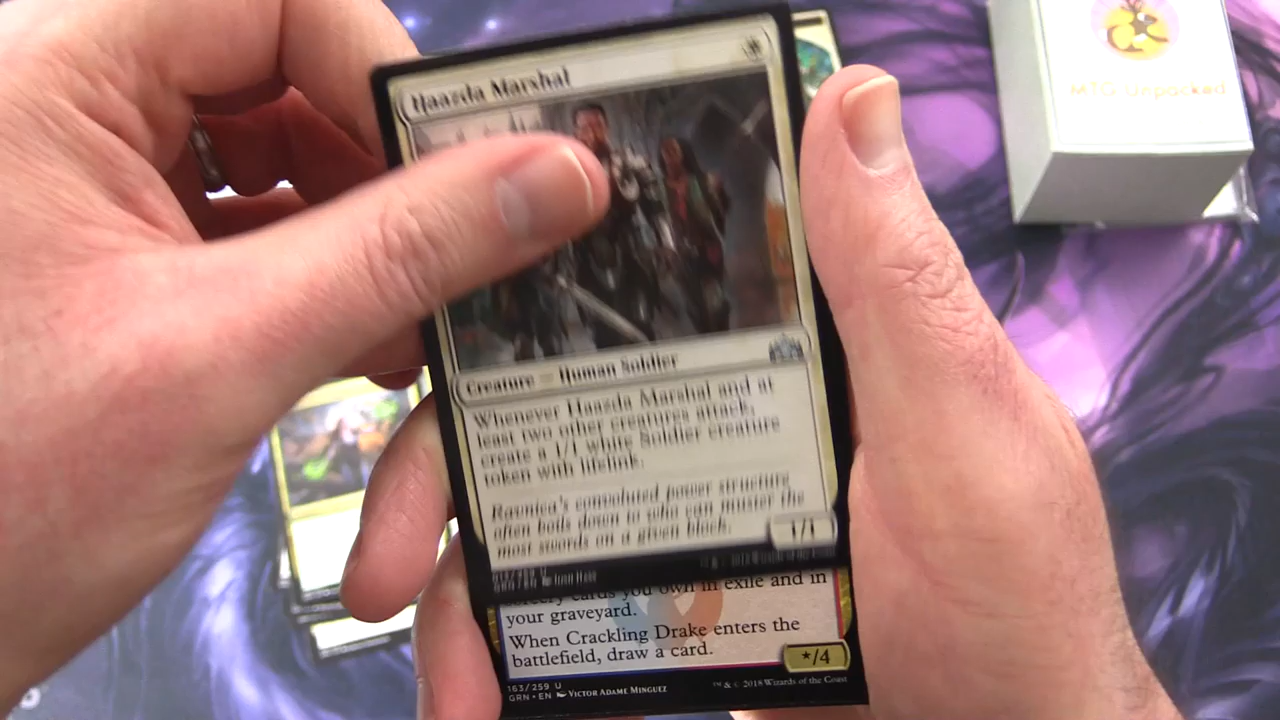 MTG Unpacked
Haazda Marshal
Creature — Human Soldier
Whenever Haazda Marshal and at
least two other creatures attack,
create a 1/1 white Soldier creature
token with lifelink.
Ravnica's convoluted power structure
often boils down to who can muster the
most swords on a given block.
1/1
sorcery cards you own in exile and in
your graveyard.
When Crackling Drake enters the
battlefield, draw a card.
*/4
163/259 U
GRN • EN Victor Adame Minguez
™ & © 2018 Wizards of the Coast